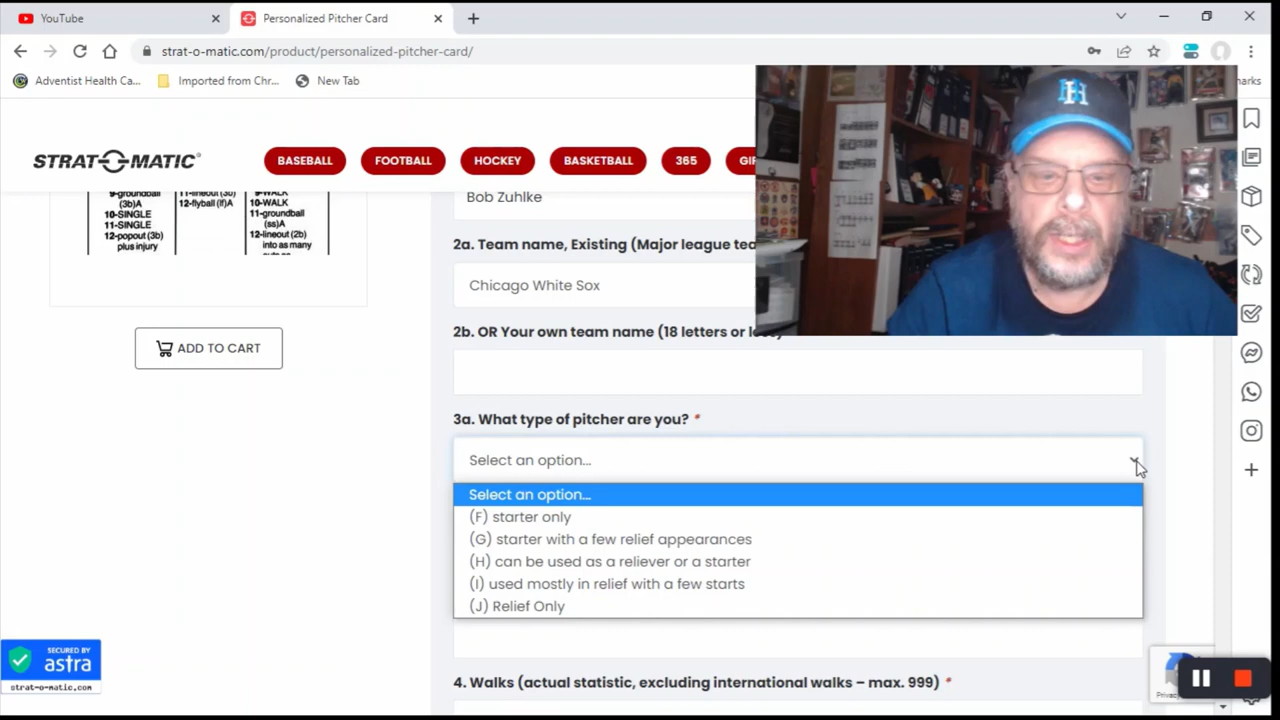 YouTube
Personalized Pitcher Card
strat-o-matic.com/product/personalized-pitcher-card/
Adventist Health Ca...
Imported from Chr...
New Tab
marks
STRAT-O-MATIC
BASEBALL
FOOTBALL
HOCKEY
BASKETBALL
365
GI
9-groundball
(3b)A
10-SINGLE
11-SINGLE
12-popout (3b)
plus injury
11-lineout (3b)
12-flyball (lf)A
9-WALK
10-WALK
11-groundball
(ss)A
12-lineout (2b)
into as many
ADD TO CART
Bob Zuhlke
2a. Team name, Existing (Major league tea
Chicago White Sox
2b. OR Your own team name (18 letters or less)
3a. What type of pitcher are you? *
Select an option...
Select an option...
(F) starter only
(G) starter with a few relief appearances
(H) can be used as a reliever or a starter
(I) used mostly in relief with a few starts
(J) Relief Only
4. Walks (actual statistic, excluding international walks – max. 999) *
SECURED BY
astra
strat-o-matic.com